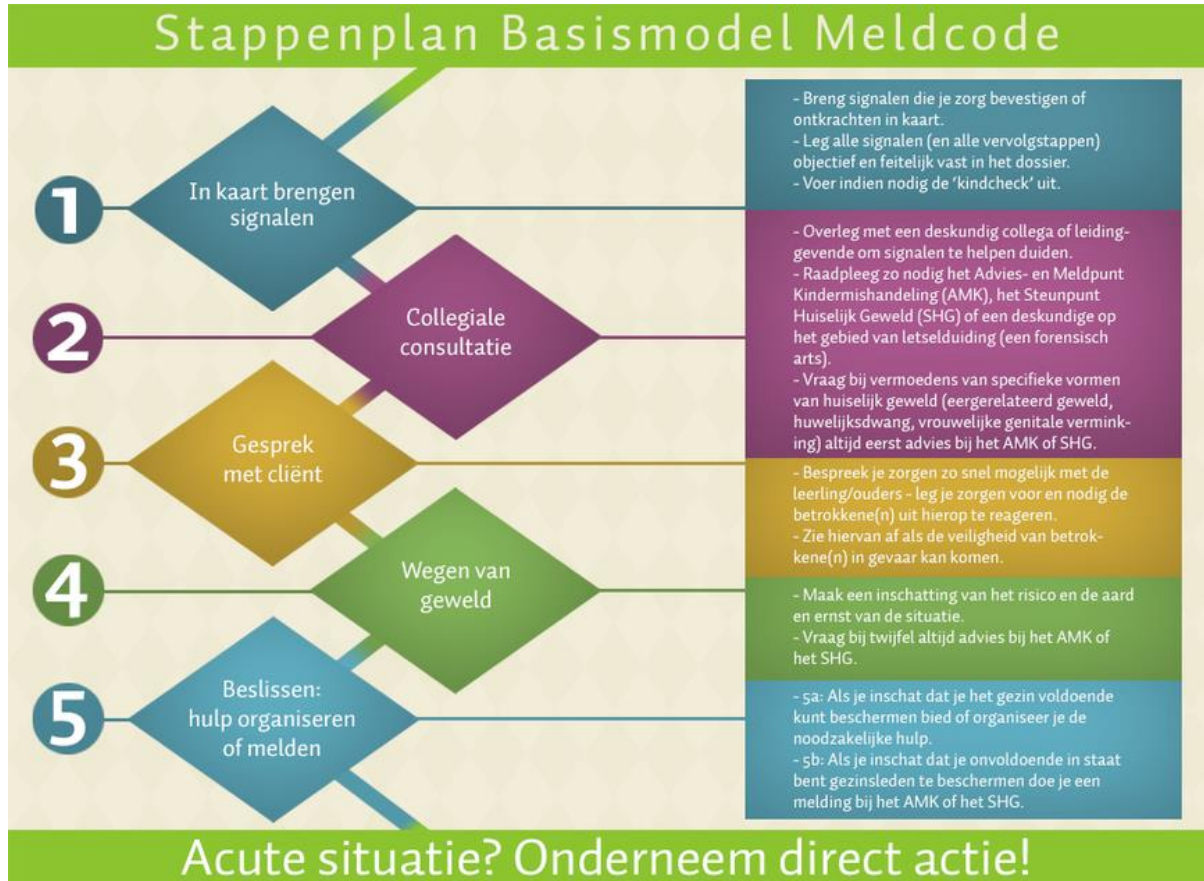 Stappenplan Basismodel Meldcode
1
In kaart brengen
signalen
- Breng signalen die je zorg bevestigen of
ontkrachten in kaart.
- Leg alle signalen (en alle vervolgstappen)
objectief en feitelijk vast in het dossier.
- Voer indien nodig de ‘kindcheck’ uit.
2
Collegiale
consultatie
- Overleg met een deskundig collega of leiding-
gevende om signalen te helpen duiden.
- Raadpleeg zo nodig het Advies- en Meldpunt
Kindermishandeling (AMK), het Steunpunt
Huiselijk Geweld (SHG) of een deskundige op
het gebied van letselduiding (een forensisch
arts).
- Vraag bij vermoedens van specifieke vormen
van huiselijk geweld (eergerelateerd geweld,
huwelijksdwang, vrouwelijke genitale vermink-
ing) altijd eerst advies bij het AMK of SHG.
3
Gesprek
met cliënt
- Bespreek je zorgen zo snel mogelijk met de
leerling/ouders - leg je zorgen voor en nodig de
betrokkene(n) uit hierop te reageren.
- Zie hiervan af als de veiligheid van betrok-
kene(n) in gevaar kan komen.
4
Wegen van
geweld
- Maak een inschatting van het risico en de aard
en ernst van de situatie.
- Vraag bij twijfel altijd advies bij het AMK of
het SHG.
5
Beslissen:
hulp organiseren
of melden
- 5a: Als je inschat dat je het gezin voldoende
kunt beschermen bied of organiseer je de
noodzakelijke hulp.
- 5b: Als je inschat dat je onvoldoende in staat
bent gezinsleden te beschermen doe je een
melding bij het AMK of het SHG.
Acute situatie? Onderneem direct actie!